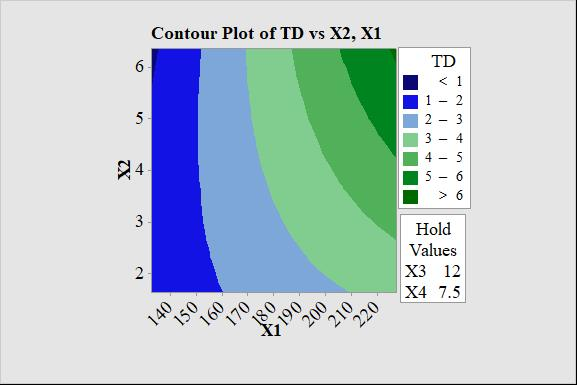 Contour Plot of TD vs X2, X1
X2
6
5
4
3
2
140 150 160 170 180 190 200 210 220
X1
TD
< 1
1 – 2
2 – 3
3 – 4
4 – 5
5 – 6
> 6
Hold
Values
X3 12
X4 7.5